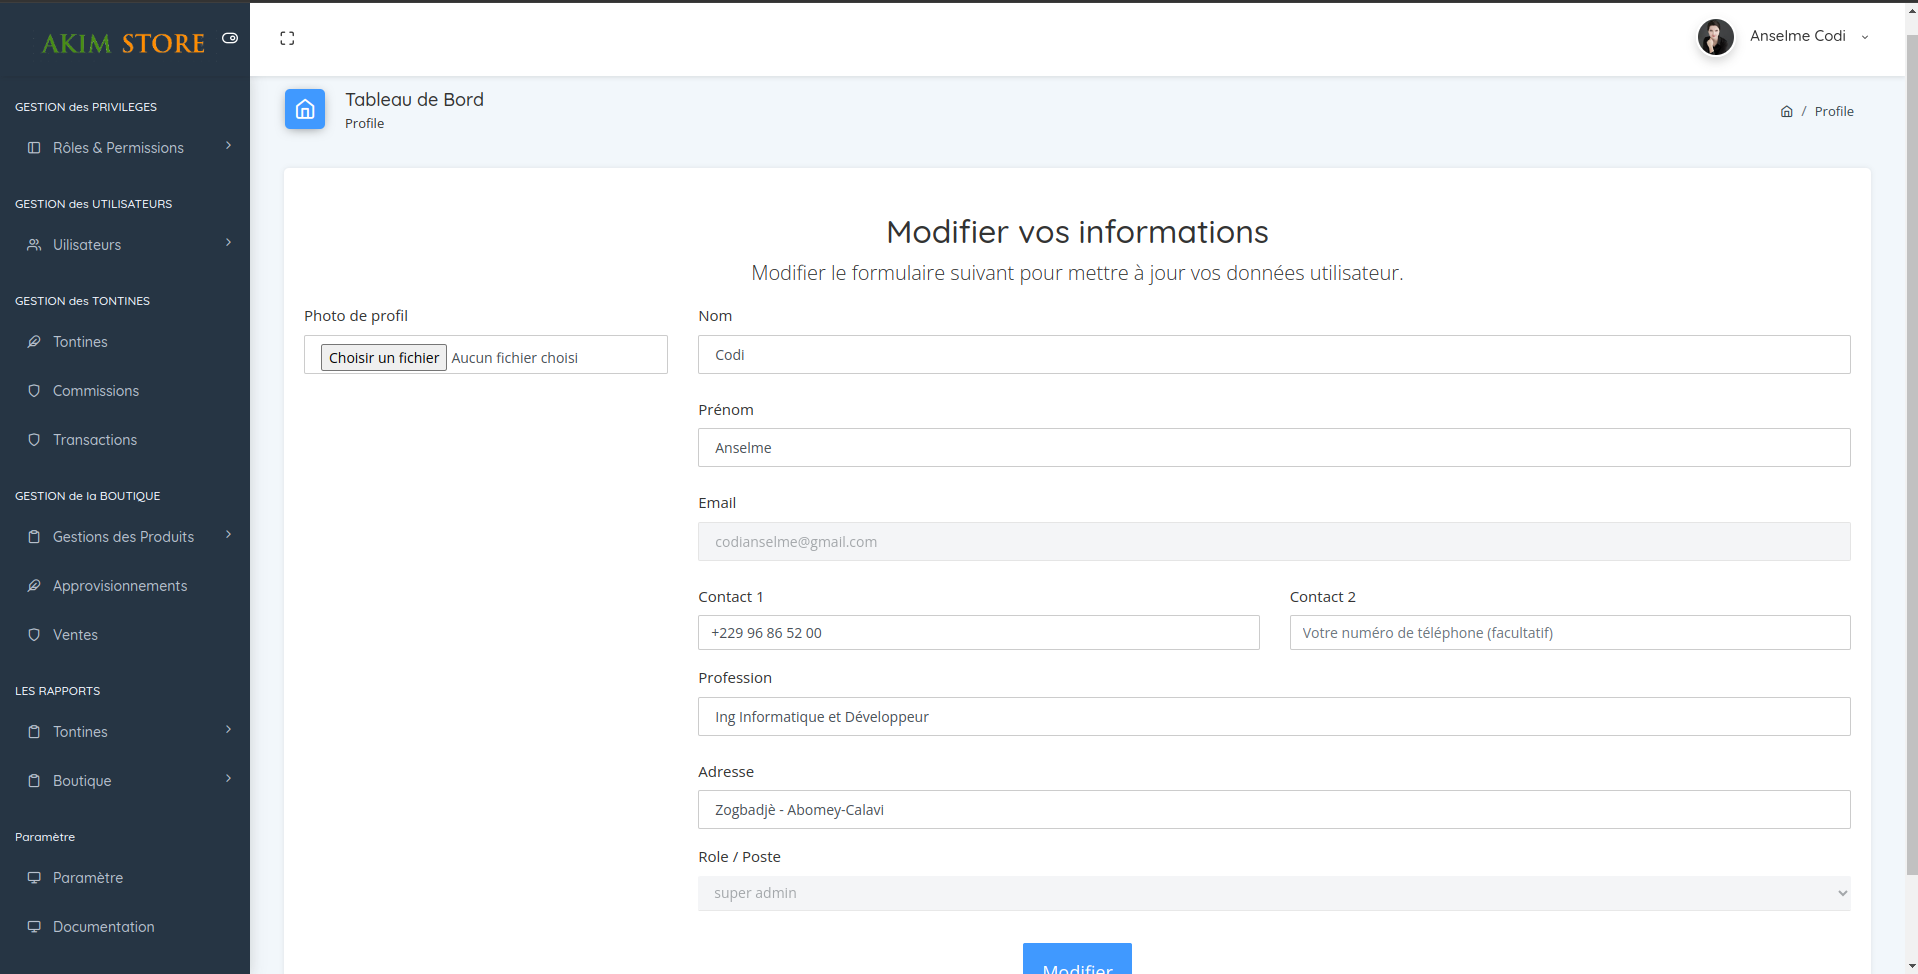 AKIM STORE
Anselme Codi
GESTION des PRIVILEGES
Rôles & Permissions
GESTION des UTILISATEURS
Uilisateurs
GESTION des TONTINES
Tontines
Commissions
Transactions
GESTION de la BOUTIQUE
Gestions des Produits
Approvisionnements
Ventes
LES RAPPORTS
Tontines
Boutique
Paramètre
Paramètre
Documentation
Tableau de Bord
Profile
/ Profile
Modifier vos informations
Modifier le formulaire suivant pour mettre à jour vos données utilisateur.
Photo de profil
Choisir un fichier Aucun fichier choisi
Nom
Codi
Prénom
Anselme
Email
codianselme@gmail.com
Contact 1
+229 96 86 52 00
Contact 2
Votre numéro de téléphone (facultatif)
Profession
Ing Informatique et Développeur
Adresse
Zogbadjè - Abomey-Calavi
Role / Poste
super admin
Modifier